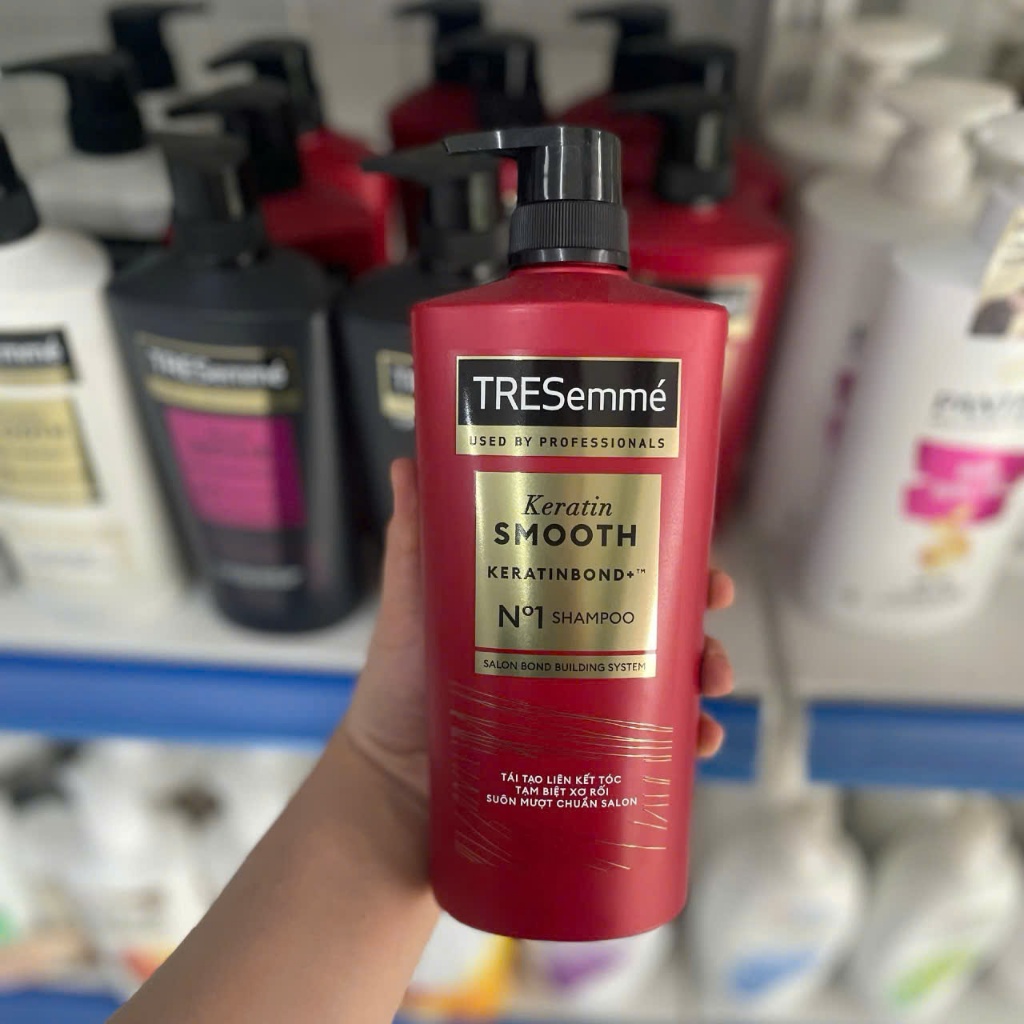 TRESemmé
USED BY PROFESSIONALS
Keratin
SMOOTH
KERATINBOND+™
Nº1 SHAMPOO
SALON BOND BUILDING SYSTEM
TÁI TẠO LIÊN KẾT TÓC
TẠM BIỆT XƠ RỐI
SUÔN MƯỢT CHUẨN SALON
TRESemmé